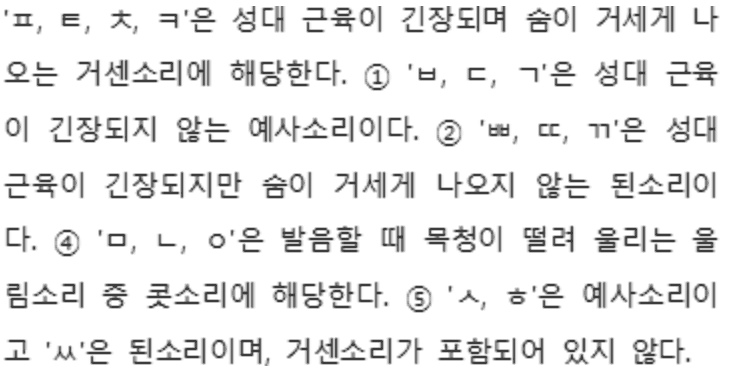 'ㅍ, ㅌ, ㅊ, ㅋ'은 성대 근육이 긴장되며 숨이 거세게 나
오는 거센소리에 해당한다. ① 'ㅂ, ㄷ, ㄱ'은 성대 근육
이 긴장되지 않는 예사소리이다. ② 'ㅃ, ㄸ, ㄲ'은 성대
근육이 긴장되지만 숨이 거세게 나오지 않는 된소리이
다. ④ 'ㅁ, ㄴ, ㅇ'은 발음할 때 목청이 떨려 울리는 울
림소리 중 콧소리에 해당한다. ⑤ 'ㅅ, ㅎ'은 예사소리이
고 'ㅆ'은 된소리이며, 거센소리가 포함되어 있지 않다.